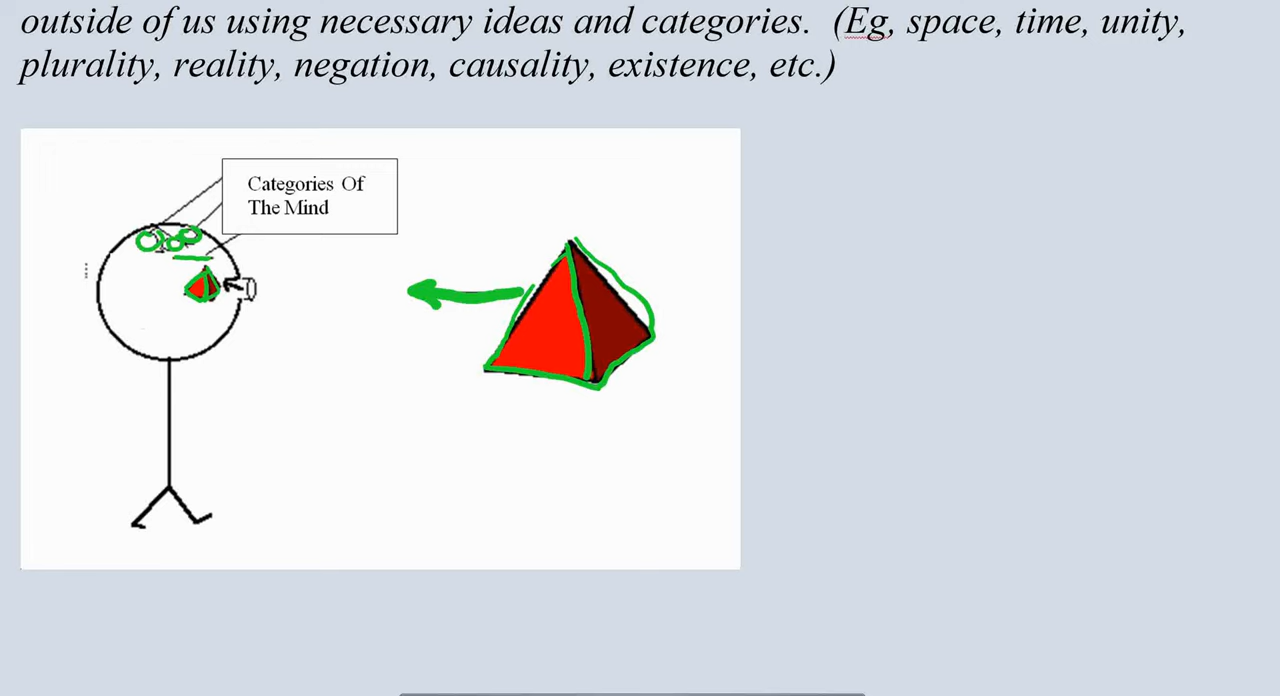 outside of us using necessary ideas and categories.  (Eg, space, time, unity,
plurality, reality, negation, causality, existence, etc.)
Categories Of
The Mind